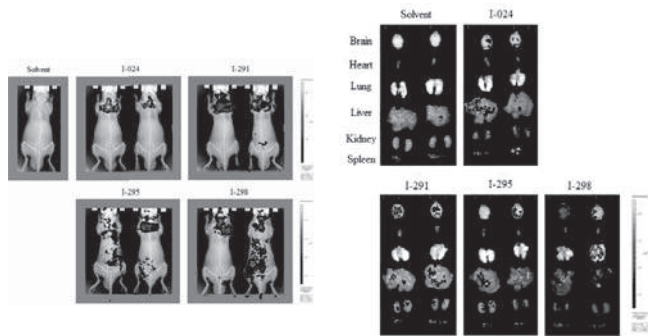 Solvent I-024 I-291
I-295 I-298
Solvent I-024
Brain
Heart
Lung
Liver
Kidney
Spleen
I-291 I-295 I-298